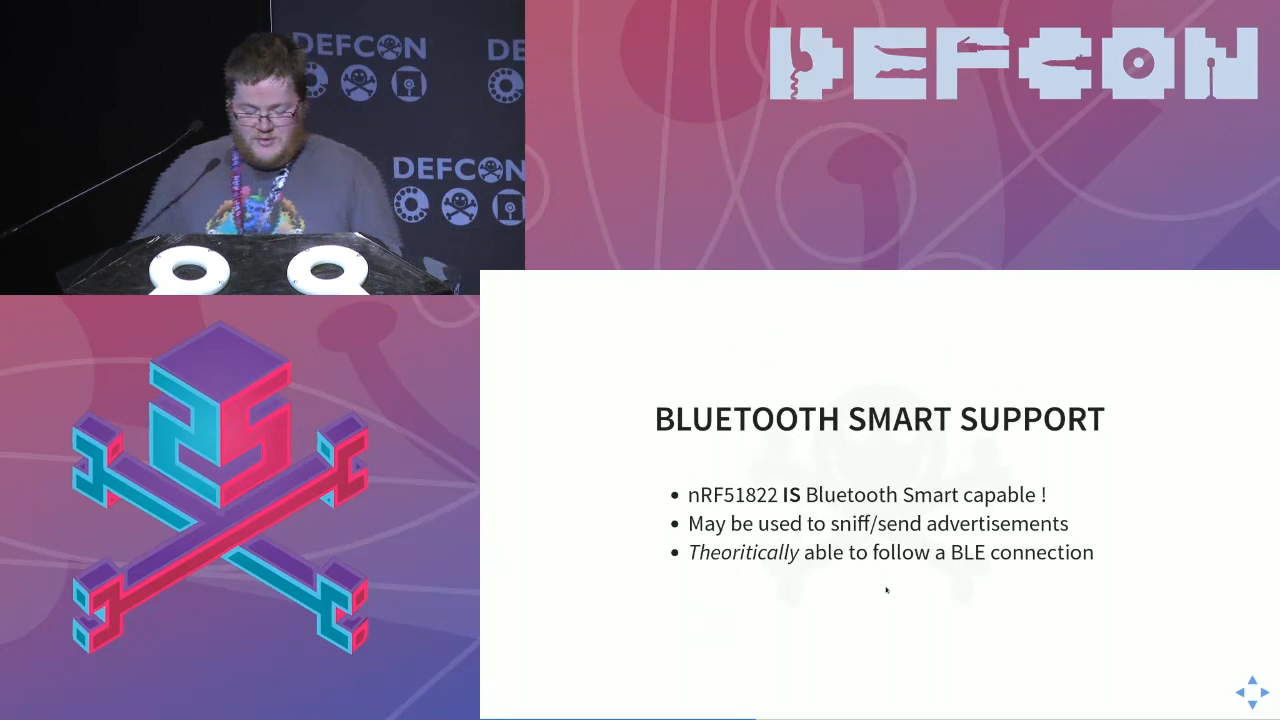 DEFCON
DE
DEFCON
DEFCON
BLUETOOTH SMART SUPPORT
nRF51822 IS Bluetooth Smart capable !
May be used to sniff/send advertisements
Theoritically able to follow a BLE connection